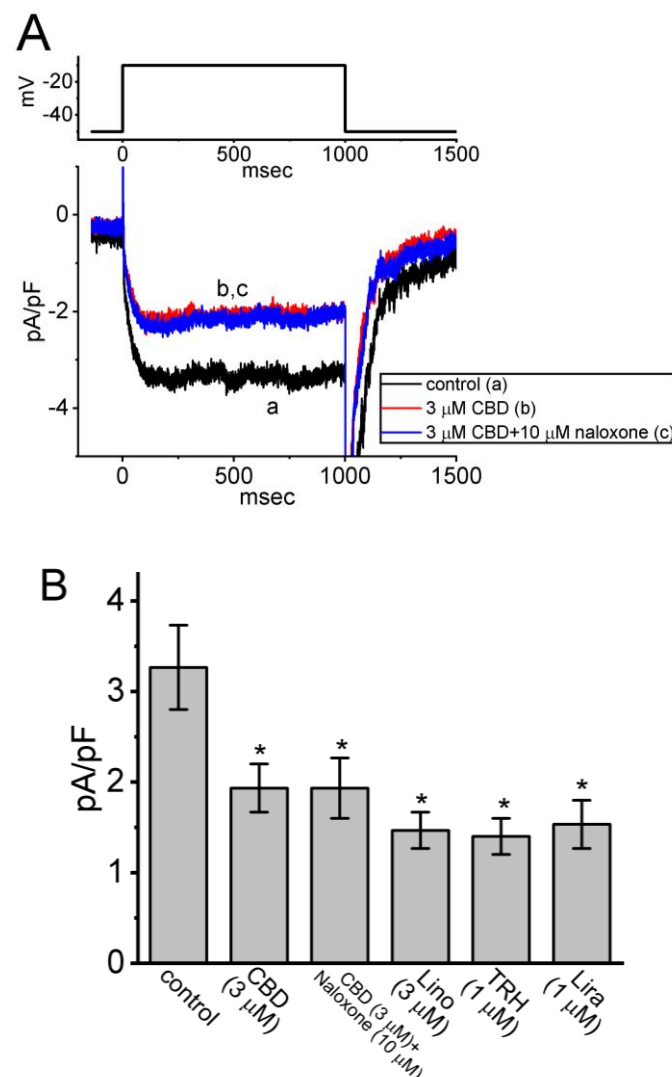 A
mV
-20
-40
0 500 1000 1500
msec
pA/pF
0
-2
-4
b,c
a
control (a)
3 μM CBD (b)
3 μM CBD+10 μM naloxone (c)
0 500 1000 1500
msec
B
pA/pF
4
3
2
1
0
* * * * *
control
CBD
(3 μM)
CBD (3 μM)+
Naloxone (10 μM)
Lino
(3 μM)
TRH
(1 μM)
Lira
(1 μM)